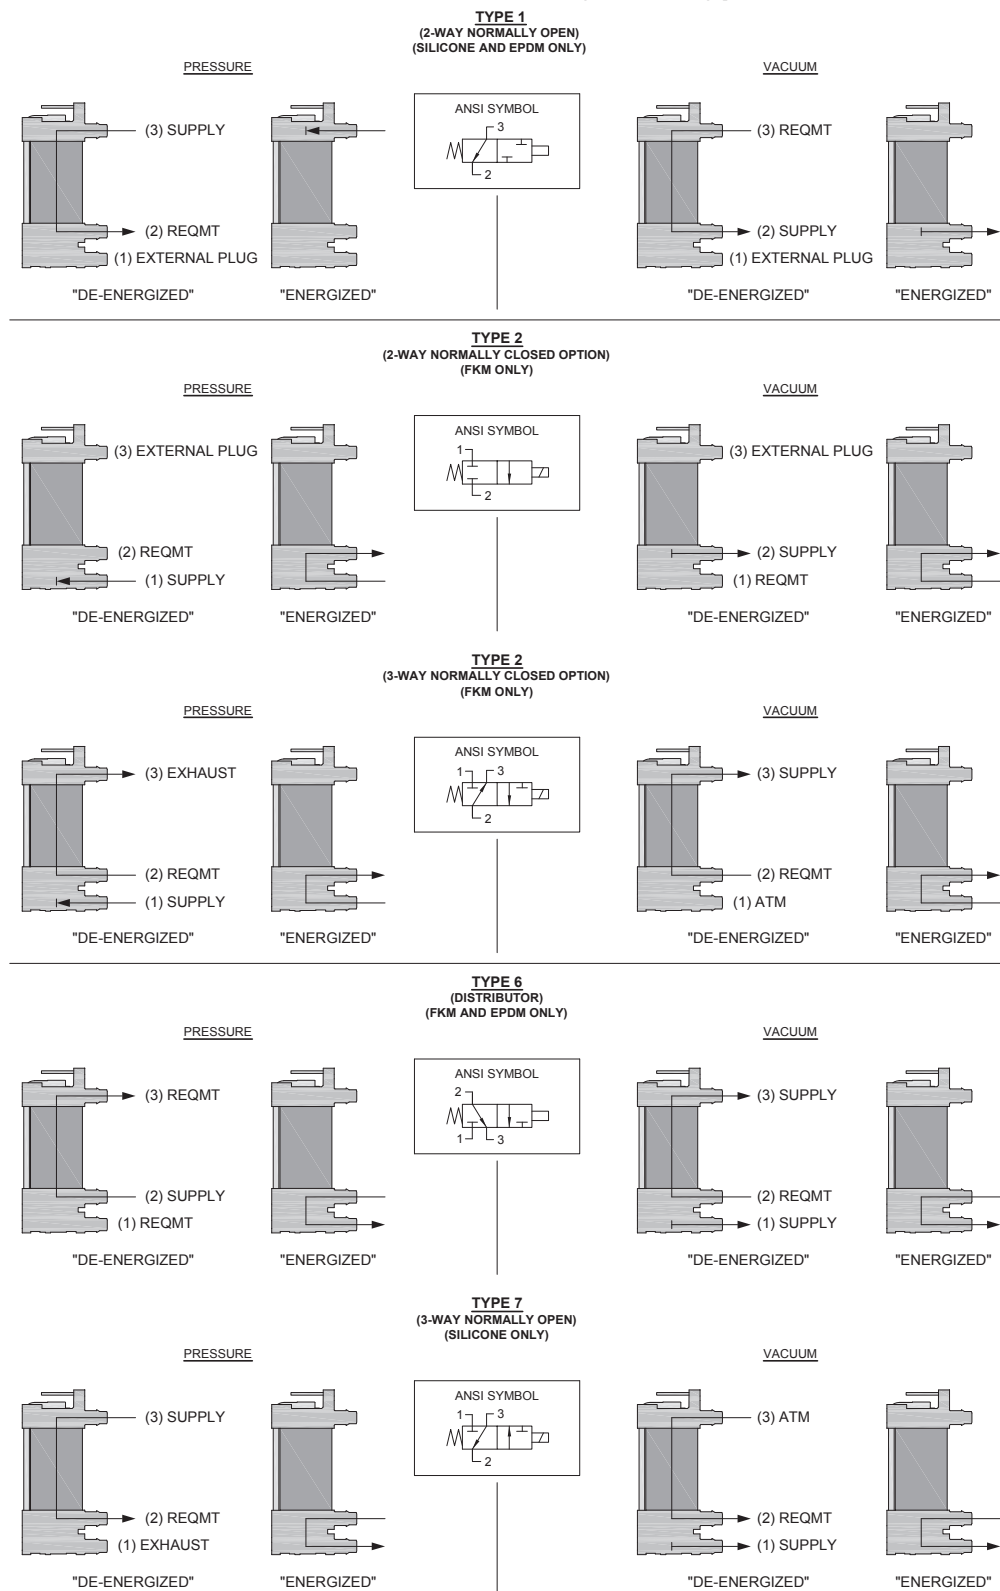 TYPE 1
(2-WAY NORMALLY OPEN)
(SILICONE AND EPDM ONLY)
PRESSURE
VACUUM
ANSI SYMBOL
3
2
(3) SUPPLY
(2) REQMT
(1) EXTERNAL PLUG
"DE-ENERGIZED"
"ENERGIZED"
(3) REQMT
(2) SUPPLY
(1) EXTERNAL PLUG
"DE-ENERGIZED"
"ENERGIZED"
TYPE 2
(2-WAY NORMALLY CLOSED OPTION)
(FKM ONLY)
PRESSURE
VACUUM
ANSI SYMBOL
1
2
(3) EXTERNAL PLUG
(2) REQMT
(1) SUPPLY
"DE-ENERGIZED"
"ENERGIZED"
(3) EXTERNAL PLUG
(2) SUPPLY
(1) REQMT
"DE-ENERGIZED"
"ENERGIZED"
TYPE 2
(3-WAY NORMALLY CLOSED OPTION)
(FKM ONLY)
PRESSURE
VACUUM
ANSI SYMBOL
1 3
2
(3) EXHAUST
(2) REQMT
(1) SUPPLY
"DE-ENERGIZED"
"ENERGIZED"
(3) SUPPLY
(2) REQMT
(1) ATM
"DE-ENERGIZED"
"ENERGIZED"
TYPE 6
(DISTRIBUTOR)
(FKM AND EPDM ONLY)
PRESSURE
VACUUM
ANSI SYMBOL
2
1 3
(3) REQMT
(2) SUPPLY
(1) REQMT
"DE-ENERGIZED"
"ENERGIZED"
(3) SUPPLY
(2) REQMT
(1) SUPPLY
"DE-ENERGIZED"
"ENERGIZED"
TYPE 7
(3-WAY NORMALLY OPEN)
(SILICONE ONLY)
PRESSURE
VACUUM
ANSI SYMBOL
1 3
2
(3) SUPPLY
(2) REQMT
(1) EXHAUST
"DE-ENERGIZED"
"ENERGIZED"
(3) ATM
(2) REQMT
(1) SUPPLY
"DE-ENERGIZED"
"ENERGIZED"